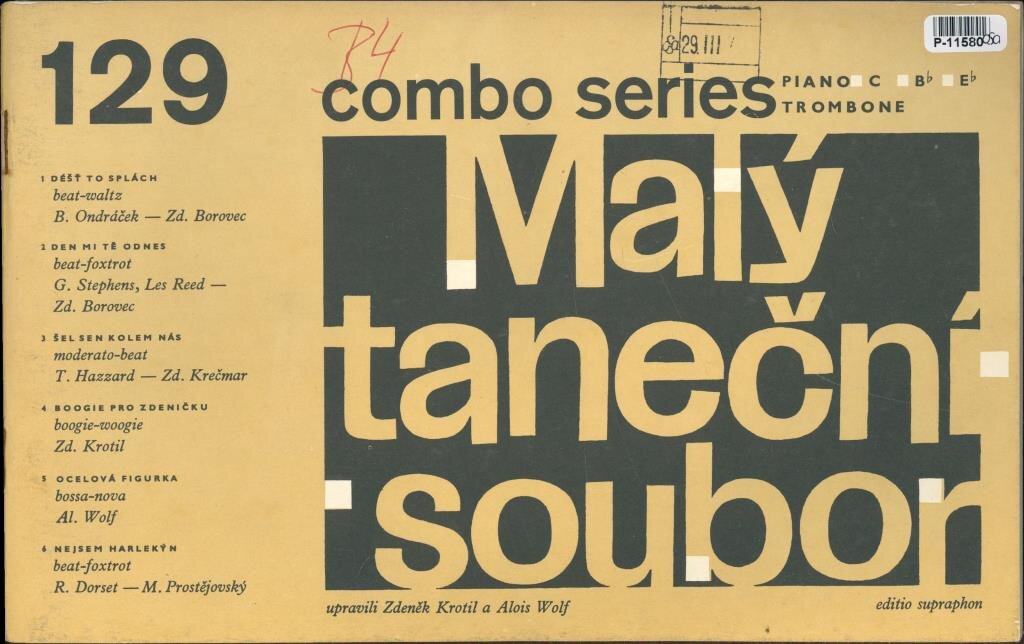 129
R4
29. III
P-11580
combo series
PIANO C B♭ E♭
TROMBONE
1 DÉŠŤ TO SPLÁCH
beat-waltz
B. Ondráček — Zd. Borovec
2 DEN MI TĚ ODNES
beat-foxtrot
G. Stephens, Les Reed —
Zd. Borovec
3 ŠEL SEN KOLEM NÁS
moderato-beat
T. Hazzard — Zd. Krečmar
4 BOOGIE PRO ZDENIČKU
boogie-woogie
Zd. Krotil
5 OCELOVÁ FIGURKA
bossa-nova
Al. Wolf
6 NEJSEM HARLEKÝN
beat-foxtrot
R. Dorset — M. Prostějovský
Malý
taneční
soubor
upravili Zdeněk Krotil a Alois Wolf
editio supraphon